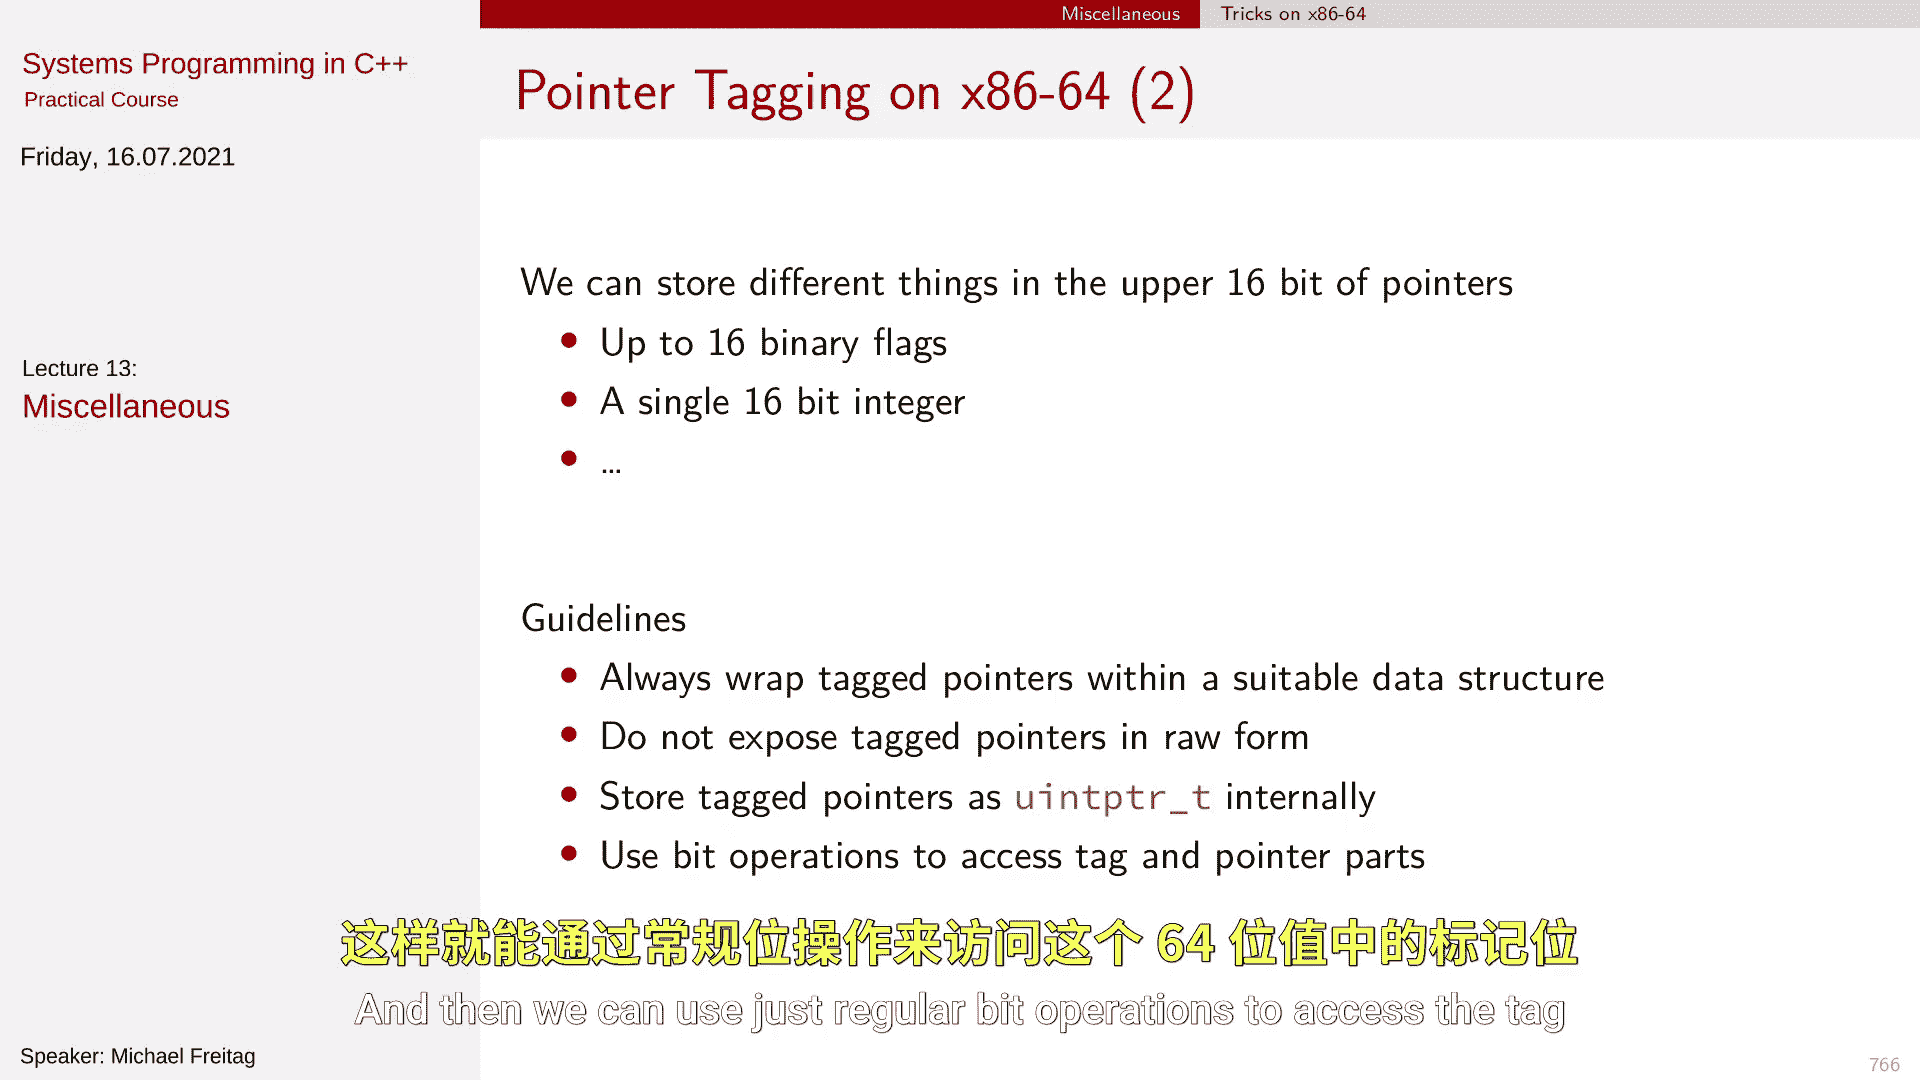 Miscellaneous
Tricks on x86-64
Systems Programming in C++
Practical Course
Friday, 16.07.2021
Lecture 13:
Miscellaneous
Pointer Tagging on x86-64 (2)
We can store different things in the upper 16 bit of pointers
• Up to 16 binary flags
• A single 16 bit integer
• ...
Guidelines
• Always wrap tagged pointers within a suitable data structure
• Do not expose tagged pointers in raw form
• Store tagged pointers as uintptr_t internally
• Use bit operations to access tag and pointer parts
这样就能通过常规位操作来访问这个 64 位值中的标记位
And then we can use just regular bit operations to access the tag
Speaker: Michael Freitag
766